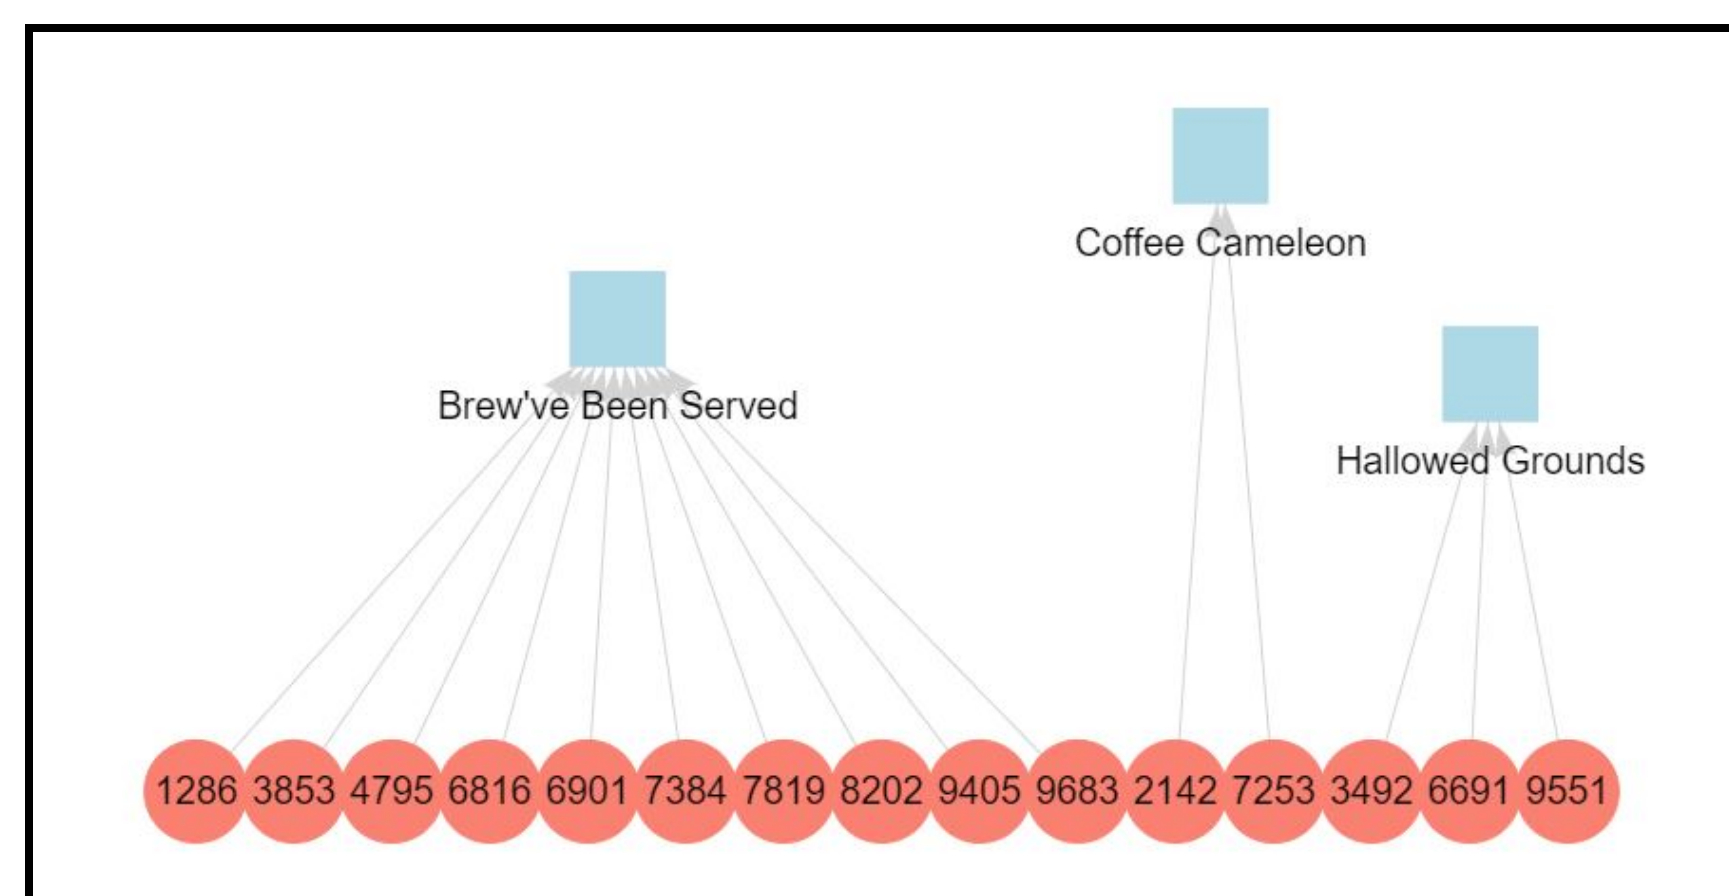 Coffee Cameleon
Brew've Been Served
Hallowed Grounds
1286 3853 4795 6816 6901 7384 7819 8202 9405 9683 2142 7253 3492 6691 9551